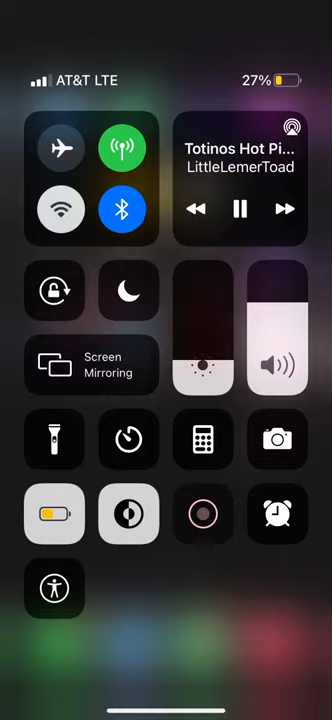 AT&T LTE
27%
Totinos Hot Pi...
LittleLemerToad
Screen
Mirroring